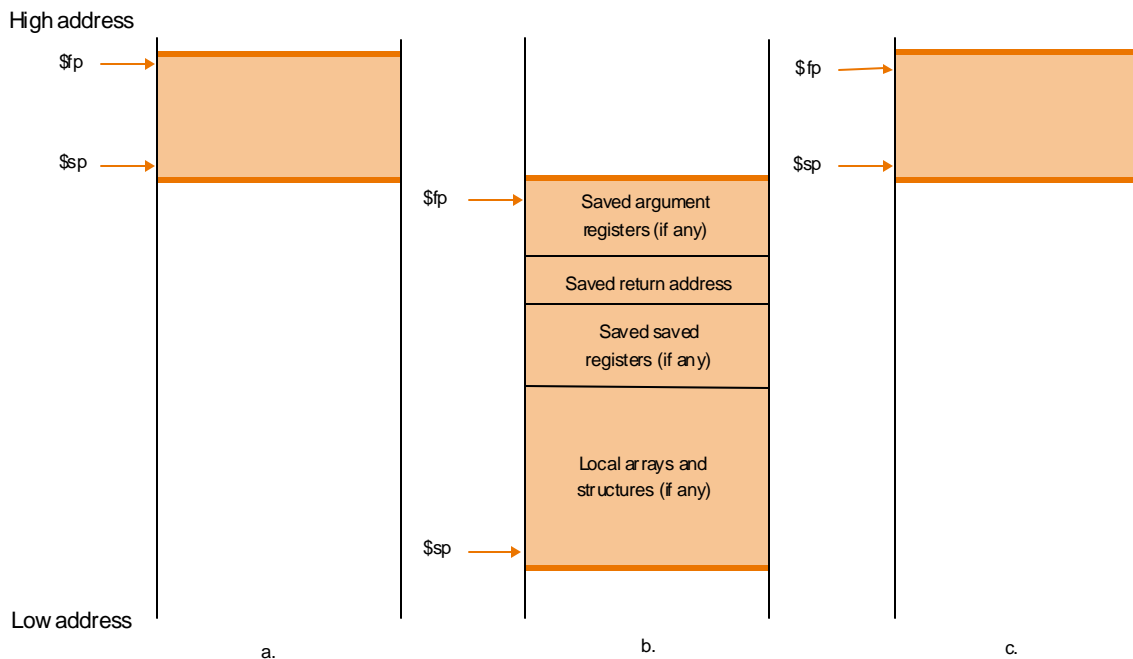 High address
$fp
$sp
$fp
Saved argument
registers (if any)
Saved return address
Saved saved
registers (if any)
Local arrays and
structures (if any)
$sp
$fp
$sp
Low address
a.
b.
c.